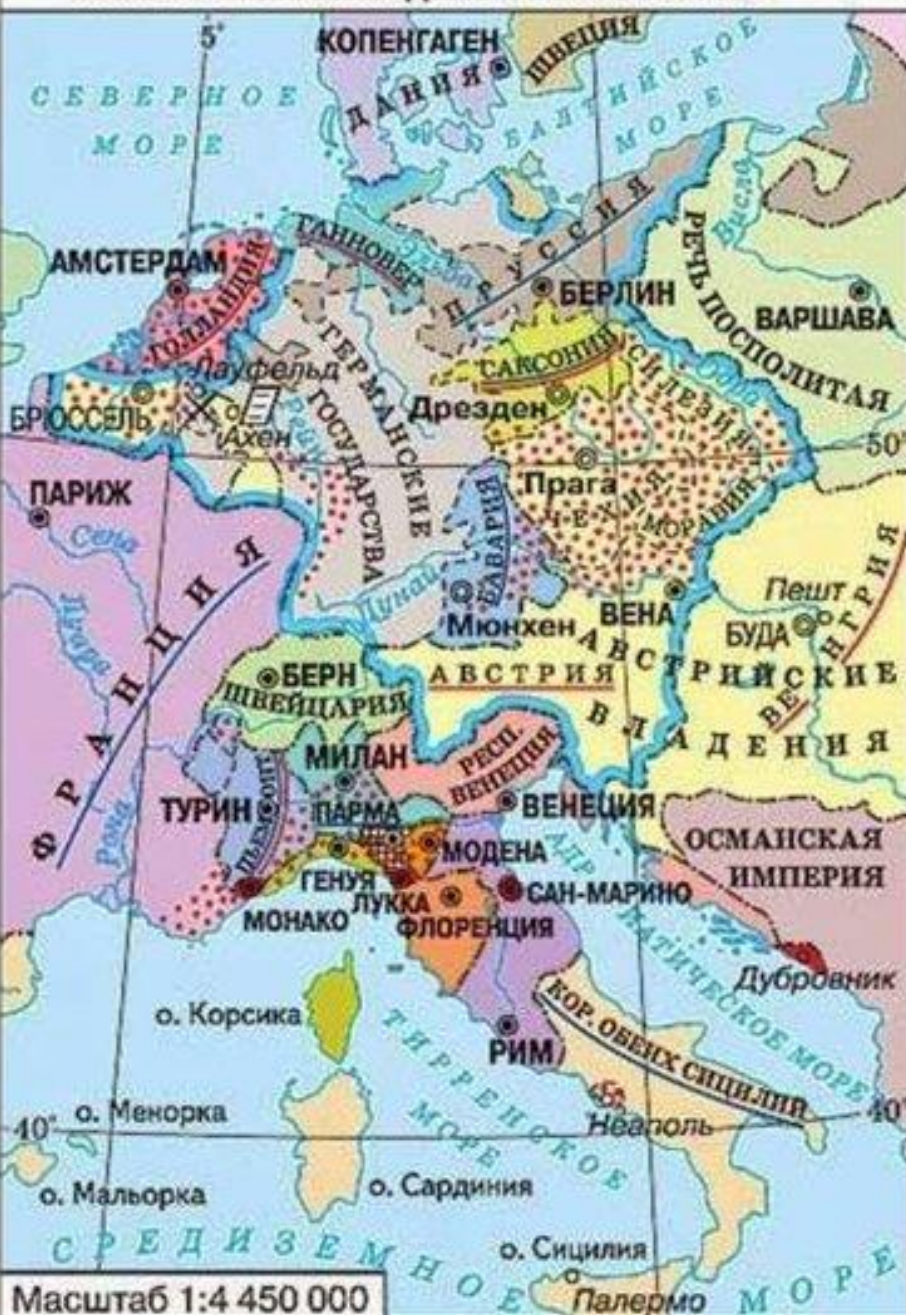 5°
КОПЕНГАГЕН
ШВЕЦИЯ
ДАНИЯ
СЕВЕРНОЕ
МОРЕ
БАЛТИЙСКОЕ
МОРЕ
АМСТЕРДАМ
ГОЛЛАНДИЯ
ГАННОВЕР
Эльба
ПРУССИЯ
БЕРЛИН
Висла
РЕЧЬ ПОСПОЛИТАЯ
ВАРШАВА
Лауфельд
БРЮССЕЛЬ
Ахен
Рейн
ГЕРМАНСКИЕ
ГОСУДАРСТВА
САКСОНИЯ
Дрезден
СИЛЕЗИЯ
Одра
50°
Прага
ЧЕХИЯ
МОРАВИЯ
ПАРИЖ
Сена
Луара
ФРАНЦИЯ
БАВАРИЯ
Дунай
Мюнхен
ВЕНА
Пешт
БУДА
ВЕНГРИЯ
АВСТРИЯ
АВСТРИЙСКИЕ
ВЛАДЕНИЯ
БЕРН
ШВЕЙЦАРИЯ
МИЛАН
РЕСП.
ВЕНЕЦИЯ
ТУРИН
ПЬЕМОНТ
ПАРМА
ВЕНЕЦИЯ
Рона
МОДЕНА
ГЕНУЯ
ЛУККА
САН-МАРИНО
МОНАКО
ФЛОРЕНЦИЯ
ОСМАНСКАЯ
ИМПЕРИЯ
АДРИАТИЧЕСКОЕ МОРЕ
Дубровник
о. Корсика
РИМ
КОР. ОБЕИХ СИЦИЛИЙ
ТИРРЕНСКОЕ
МОРЕ
Неаполь
40°
о. Менорка
40°
о. Мальорка
о. Сардиния
СРЕДИЗЕМНОЕ МОРЕ
о. Сицилия
Палермо
Масштаб 1:4 450 000